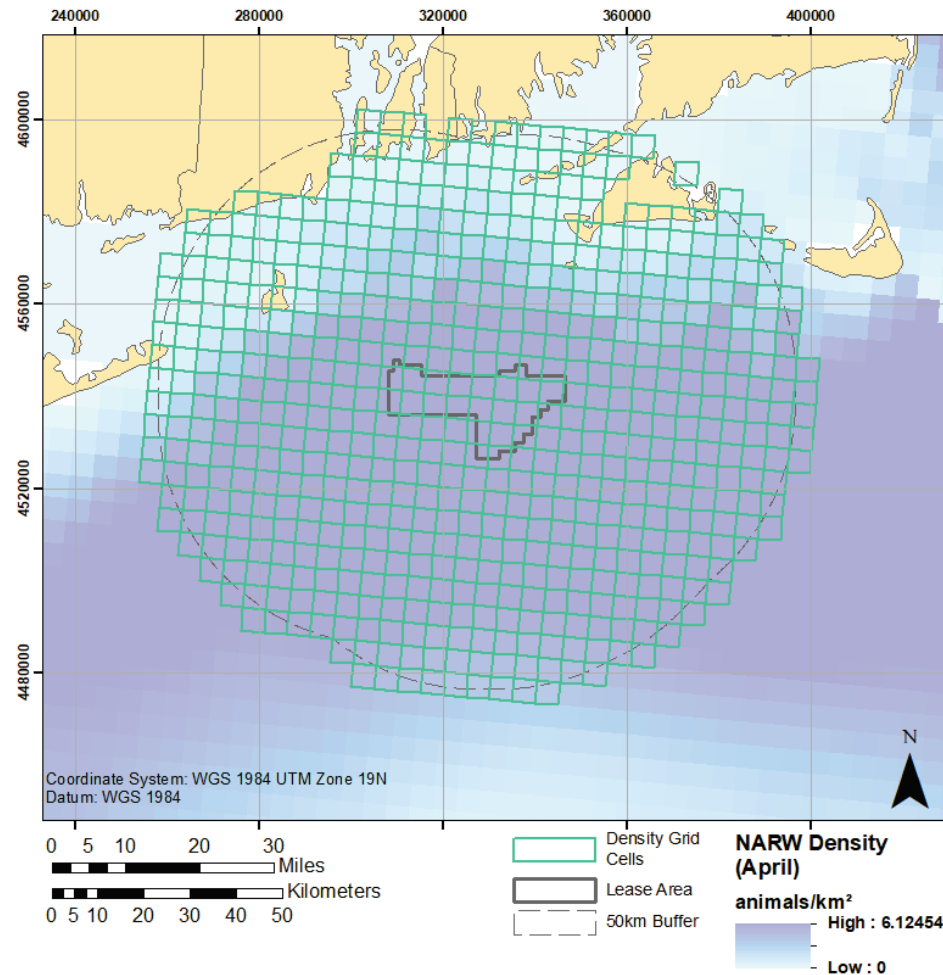 240000 280000 320000 360000 400000
4600000
4560000
4520000
4480000
N
Coordinate System: WGS 1984 UTM Zone 19N
Datum: WGS 1984
0 5 10 20 30
Miles
Kilometers
0 5 10 20 30 40 50
Density Grid
Cells
Lease Area
50km Buffer
NARW Density
(April)
animals/km²
High : 6.12454
Low : 0